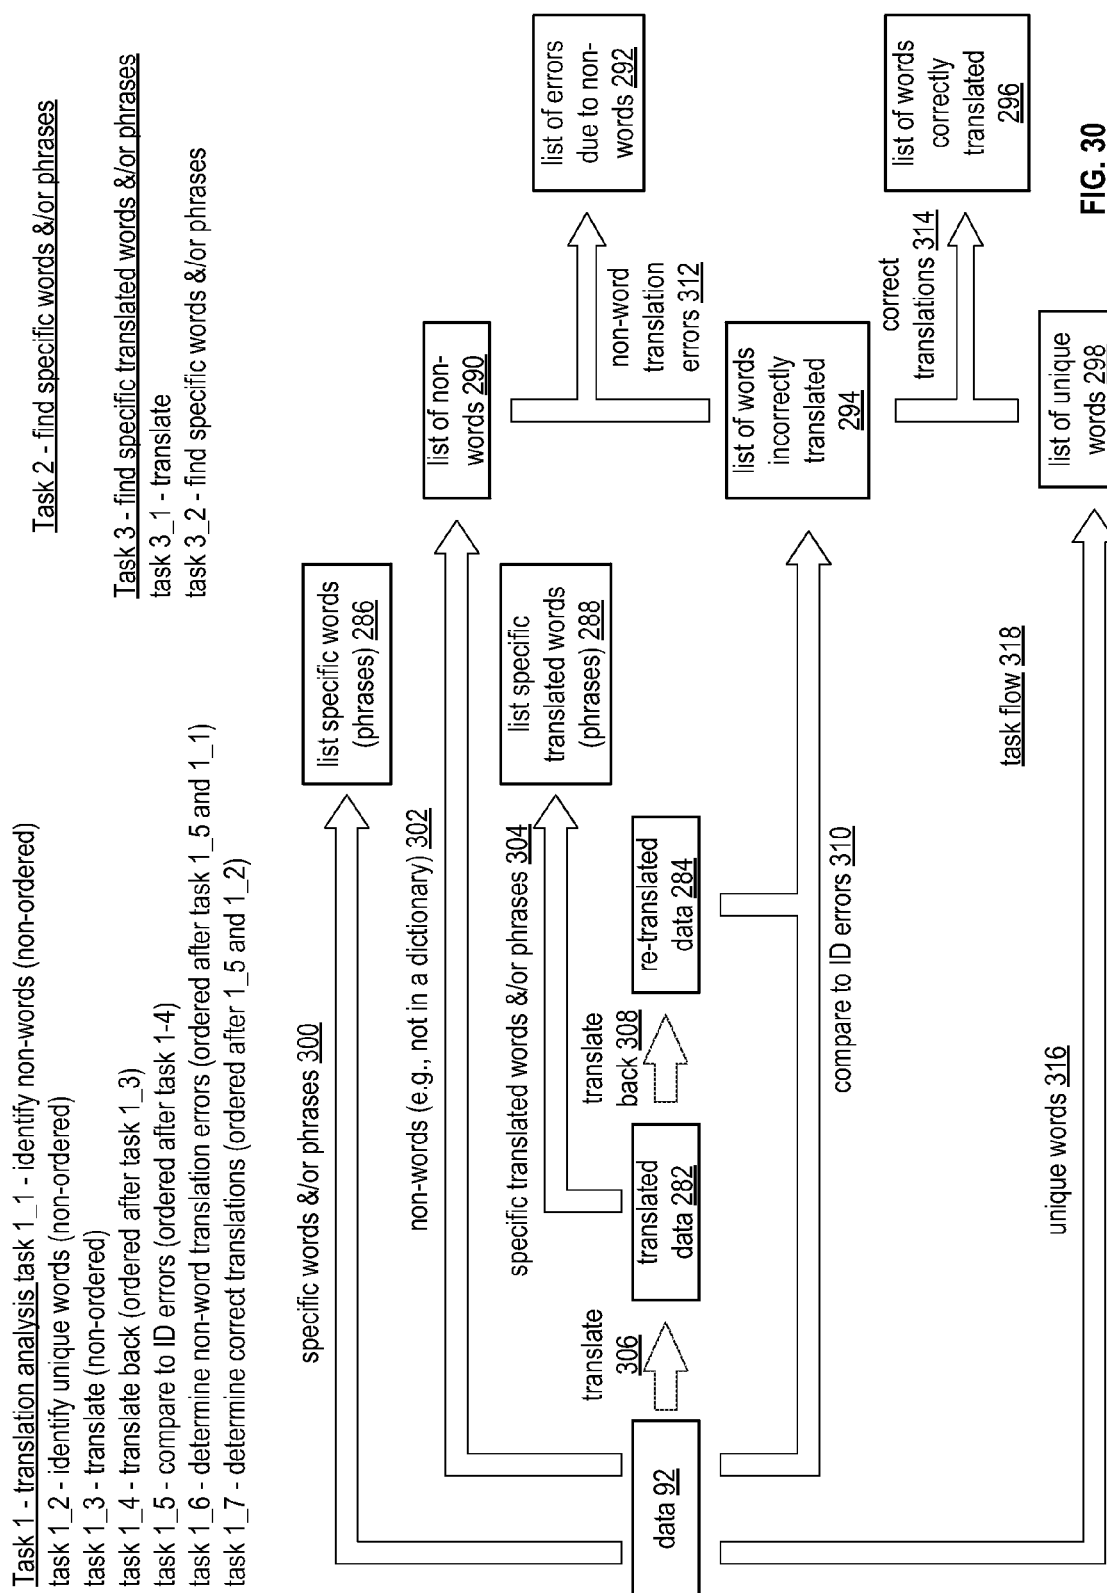 Task 1 - translation analysis task 1_1 - identify non-words (non-ordered)
task 1_2 - identify unique words (non-ordered)
task 1_3 - translate (non-ordered)
task 1_4 - translate back (ordered after task 1_3)
task 1_5 - compare to ID errors (ordered after task 1-4)
task 1_6 - determine non-word translation errors (ordered after task 1_5 and 1_1)
task 1_7 - determine correct translations (ordered after 1_5 and 1_2)
Task 2 - find specific words &/or phrases
Task 3 - find specific translated words &/or phrases
task 3_1 - translate
task 3_2 - find specific words &/or phrases
specific words &/or phrases 300
list specific words
(phrases) 286
non-words (e.g., not in a dictionary) 302
list of non-
words 290
specific translated words &/or phrases 304
list specific
translated words
(phrases) 288
list of errors
due to non-
words 292
non-word
translation
errors 312
data 92
translate
306
translated
data 282
translate
back 308
re-translated
data 284
compare to ID errors 310
list of words
incorrectly
translated
294
correct
translations 314
list of words
correctly
translated
296
unique words 316
task flow 318
list of unique
words 298
FIG. 30